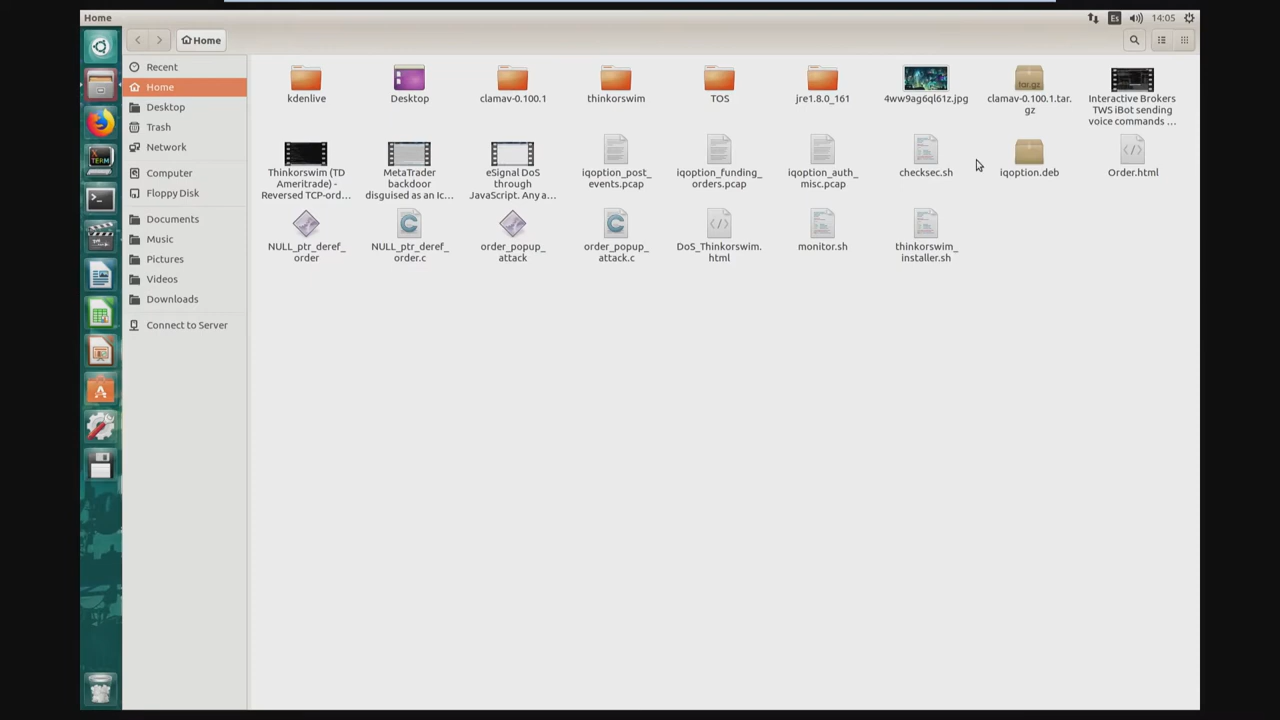 Home
Es
14:05
Home
Recent
Home
Desktop
Trash
Network
Computer
Floppy Disk
Documents
Music
Pictures
Videos
Downloads
Connect to Server
kdenlive
Desktop
clamav-0.100.1
thinkorswim
TOS
jre1.8.0_161
4ww9ag6ql61z.jpg
tar.gz
clamav-0.100.1.tar.
gz
Interactive Brokers
TWS iBot sending
voice commands ...
Thinkorswim (TD
Ameritrade) -
Reversed TCP-ord...
MetaTrader
backdoor
disguised as an Ic...
eSignal DoS
through
JavaScript. Any a...
iqoption_post_
events.pcap
iqoption_funding_
orders.pcap
iqoption_auth_
misc.pcap
checksec.sh
iqoption.deb
Order.html
NULL_ptr_deref_
order
NULL_ptr_deref_
order.c
order_popup_
attack
order_popup_
attack.c
DoS_Thinkorswim.
html
monitor.sh
thinkorswim_
installer.sh